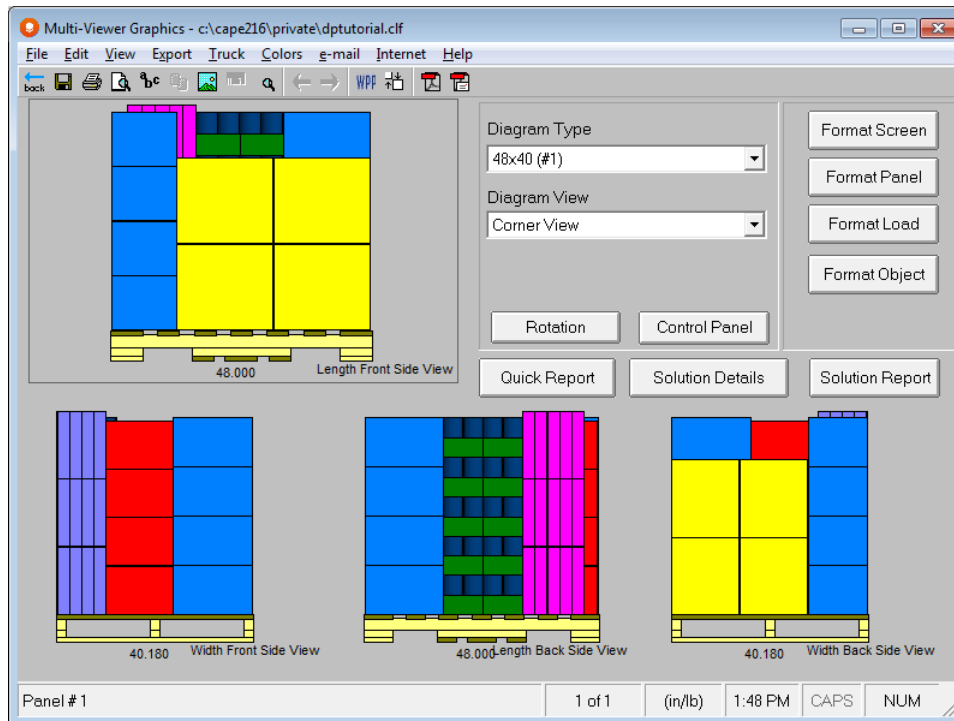 Multi-Viewer Graphics - c:\cape216\private\dptutorial.clf
File Edit View Export Truck Colors e-mail Internet Help
back abc WPF
Diagram Type
48x40 (#1)
Diagram View
Corner View
Rotation Control Panel
Format Screen
Format Panel
Format Load
Format Object
48.000 Length Front Side View
Quick Report Solution Details Solution Report
40.180 Width Front Side View
48.000 Length Back Side View
40.180 Width Back Side View
Panel # 1 1 of 1 (in/lb) 1:48 PM CAPS NUM